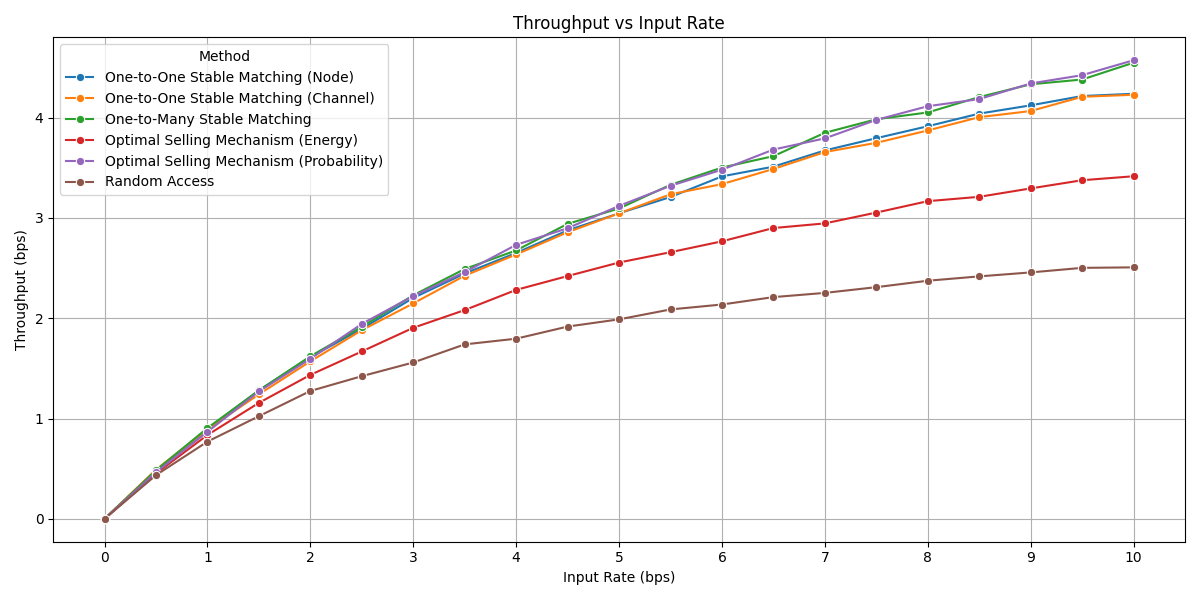 Throughput vs Input Rate
Method
One-to-One Stable Matching (Node)
One-to-One Stable Matching (Channel)
One-to-Many Stable Matching
Optimal Selling Mechanism (Energy)
Optimal Selling Mechanism (Probability)
Random Access
Throughput (bps)
4
3
2
1
0
0 1 2 3 4 5 6 7 8 9 10
Input Rate (bps)